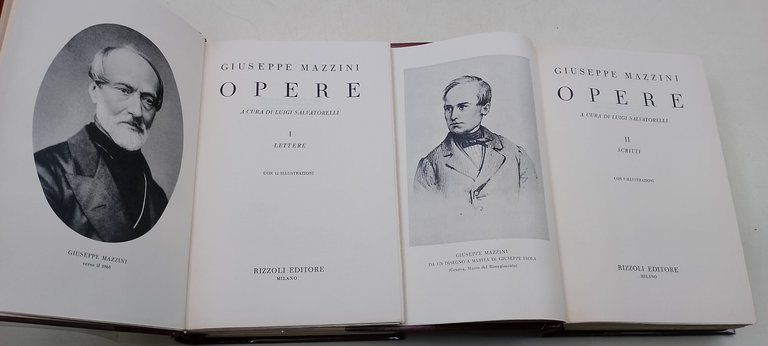 GIUSEPPE MAZZINI
verso il 1860
GIUSEPPE MAZZINI
OPERE
A CURA DI LUIGI SALVATORELLI
I
LETTERE
CON 12 ILLUSTRAZIONI
RIZZOLI EDITORE
MILANO
GIUSEPPE MAZZINI
DA UN DISEGNO A MATITA DI GIUSEPPE ISOLA
(Genova, Museo del Risorgimento)
GIUSEPPE MAZZINI
OPERE
A CURA DI LUIGI SALVATORELLI
II
SCRITTI
CON 7 ILLUSTRAZIONI
RIZZOLI EDITORE
MILANO